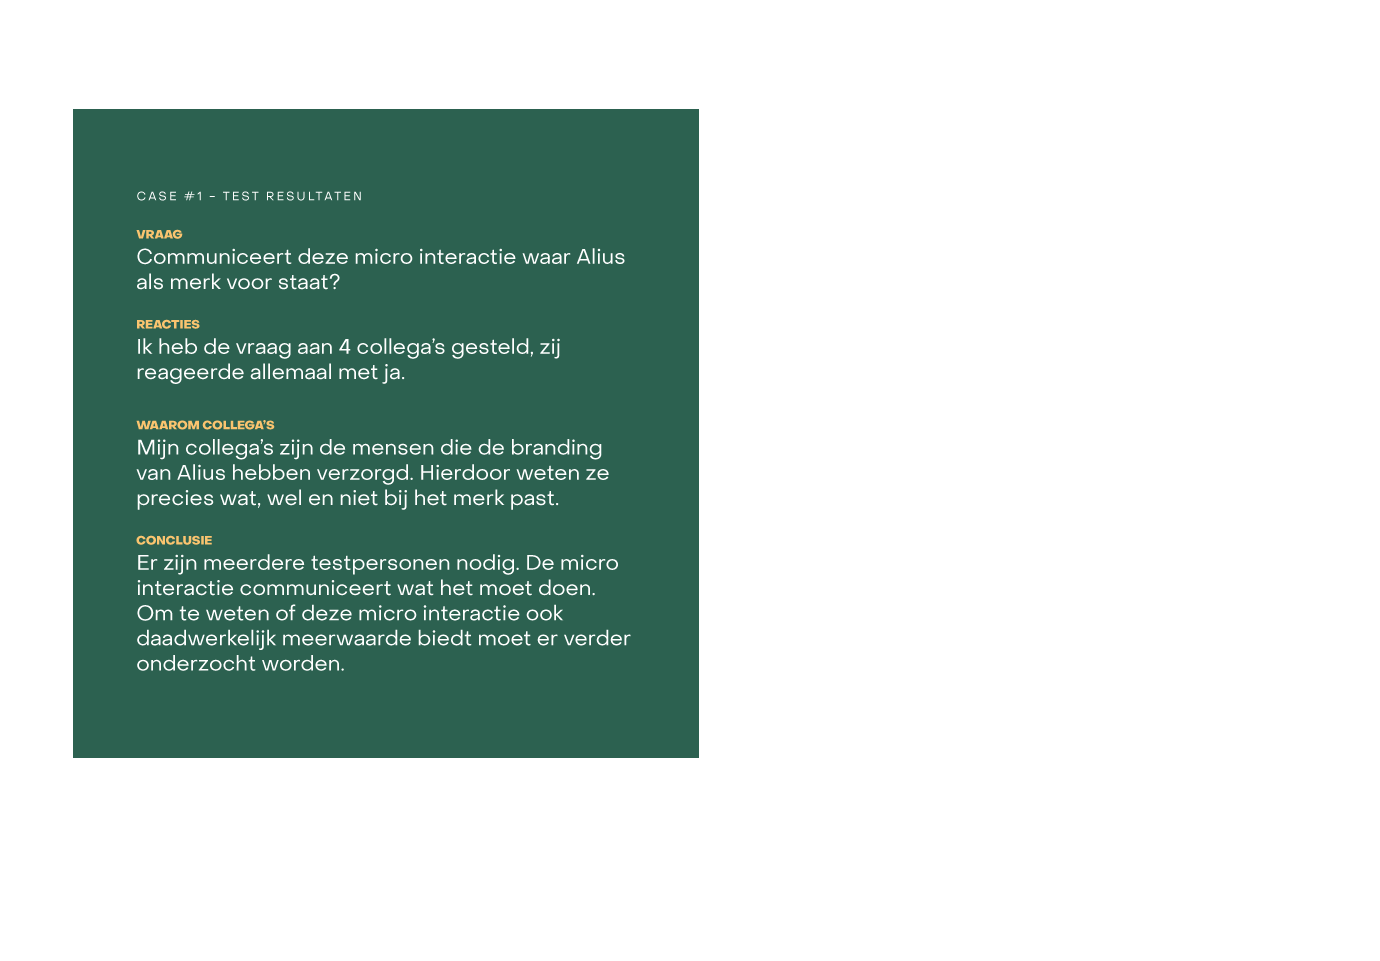 CASE #1 – TEST RESULTATEN
VRAAG
Communiceert deze micro interactie waar Alius
als merk voor staat?
REACTIES
Ik heb de vraag aan 4 collega’s gesteld, zij
reageerde allemaal met ja.
WAAROM COLLEGA’S
Mijn collega’s zijn de mensen die de branding
van Alius hebben verzorgd. Hierdoor weten ze
precies wat, wel en niet bij het merk past.
CONCLUSIE
Er zijn meerdere testpersonen nodig. De micro
interactie communiceert wat het moet doen.
Om te weten of deze micro interactie ook
daadwerkelijk meerwaarde biedt moet er verder
onderzocht worden.